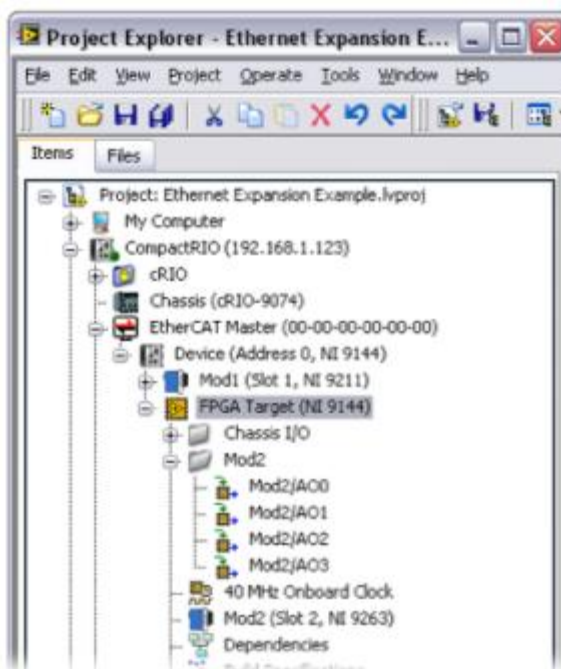 Project Explorer - Ethernet Expansion E...
File Edit View Project Operate Tools Window Help
Items Files
Project: Ethernet Expansion Example.lvproj
My Computer
CompactRIO (192.168.1.123)
cRIO
Chassis (cRIO-9074)
EtherCAT Master (00-00-00-00-00-00)
Device (Address 0, NI 9144)
Mod1 (Slot 1, NI 9211)
FPGA Target (NI 9144)
Chassis I/O
Mod2
Mod2/AO0
Mod2/AO1
Mod2/AO2
Mod2/AO3
40 MHz Onboard Clock
Mod2 (Slot 2, NI 9263)
Dependencies